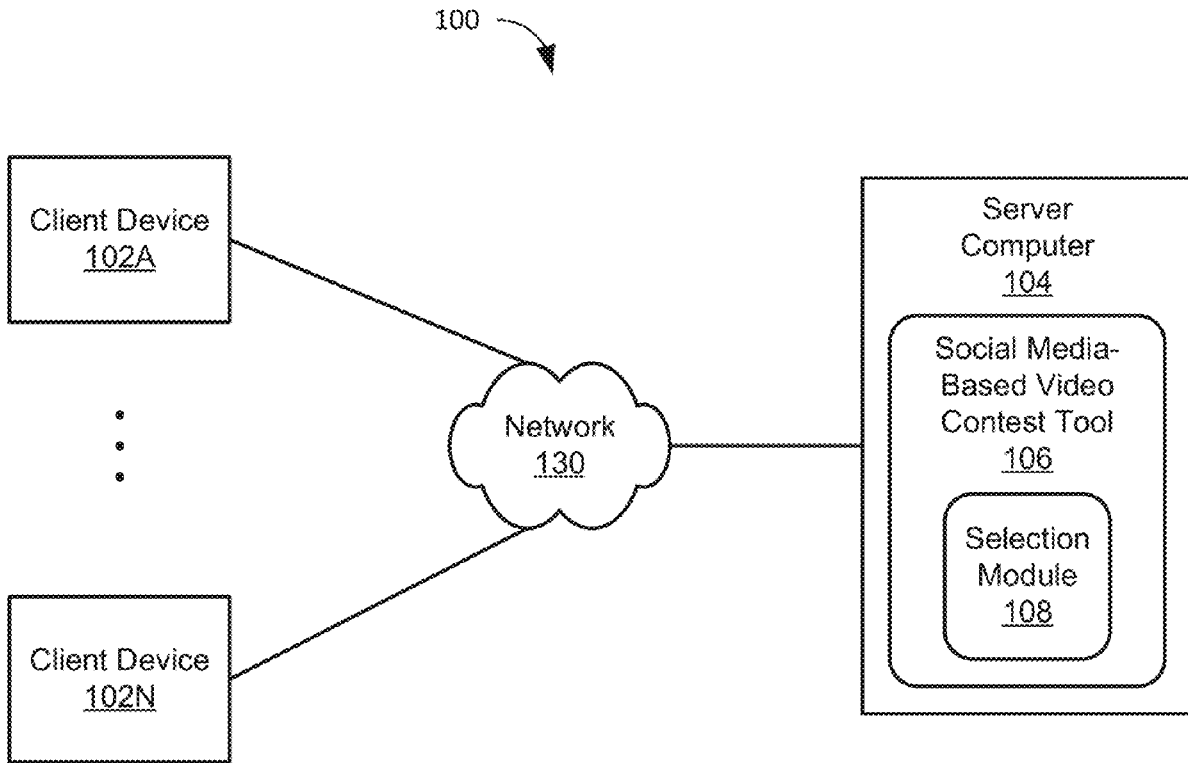 100
Client Device
102A
Server
Computer
104
Social Media-
Based Video
Contest Tool
106
Network
130
Selection
Module
108
Client Device
102N